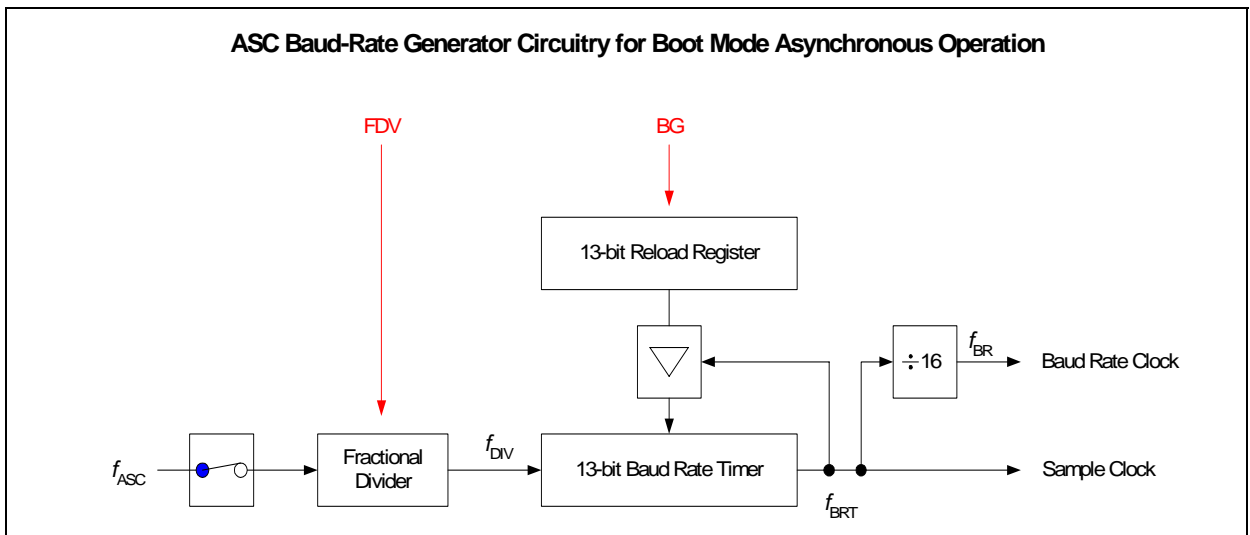 ASC Baud-Rate Generator Circuitry for Boot Mode Asynchronous Operation
FDV
BG
13-bit Reload Register
÷16
fBR
Baud Rate Clock
fASC
Fractional
Divider
fDIV
13-bit Baud Rate Timer
fBRT
Sample Clock